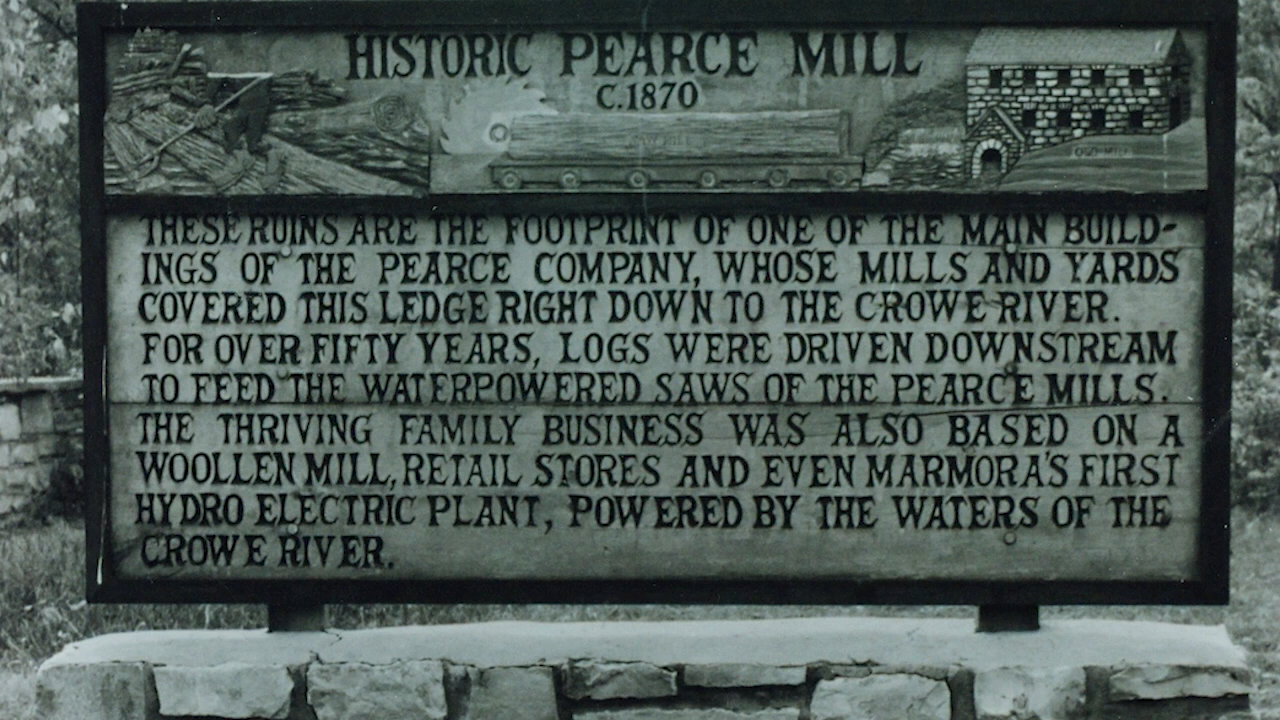 HISTORIC PEARCE MILL
C.1870
SAW MILL
THESE RUINS ARE THE FOOTPRINT OF ONE OF THE MAIN BUILD-
INGS OF THE PEARCE COMPANY, WHOSE MILLS AND YARDS
COVERED THIS LEDGE RIGHT DOWN TO THE CROWE RIVER.
FOR OVER FIFTY YEARS, LOGS WERE DRIVEN DOWNSTREAM
TO FEED THE WATERPOWERED SAWS OF THE PEARCE MILLS.
THE THRIVING FAMILY BUSINESS WAS ALSO BASED ON A
WOOLLEN MILL, RETAIL STORES AND EVEN MARMORA'S FIRST
HYDRO ELECTRIC PLANT, POWERED BY THE WATERS OF THE
CROWE RIVER.